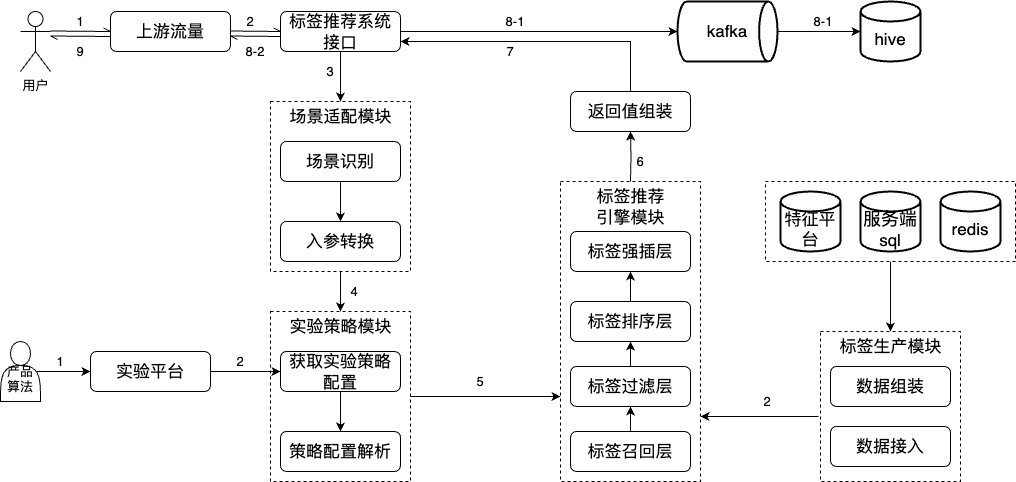 1
上游流量
2
标签推荐系统
接口
8-1
kafka
8-1
hive
9
8-2
7
用户
3
场景适配模块
返回值组装
场景识别
6
标签推荐
引擎模块
特征平
台
服务端
sql
redis
入参转换
标签强插层
4
实验策略模块
标签排序层
标签生产模块
产品
算法
1
实验平台
2
获取实验策略
配置
5
标签过滤层
数据组装
2
策略配置解析
标签召回层
数据接入